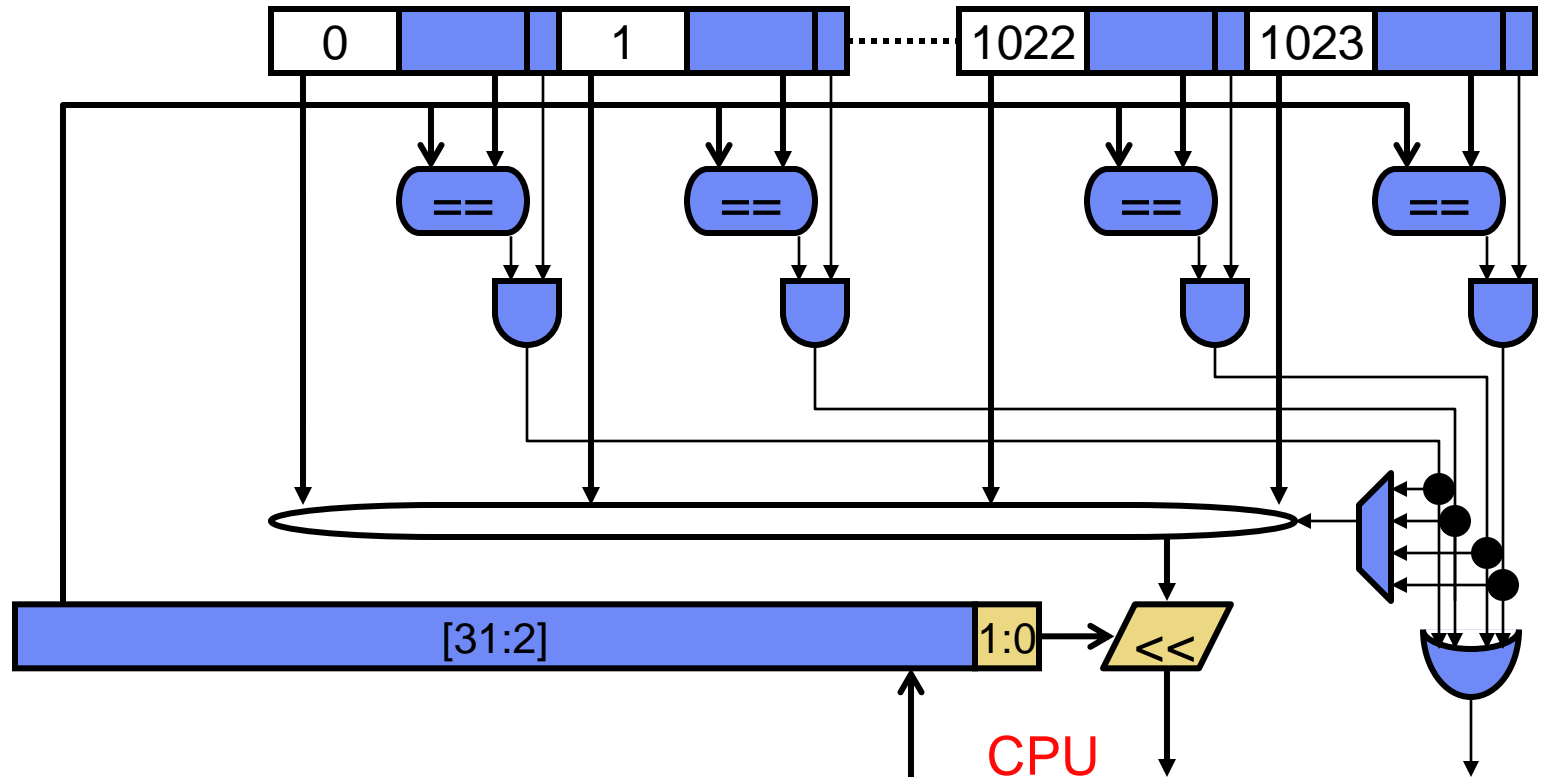 0 1 1022 1023
== == == ==
[31:2] 1:0 <<
CPU